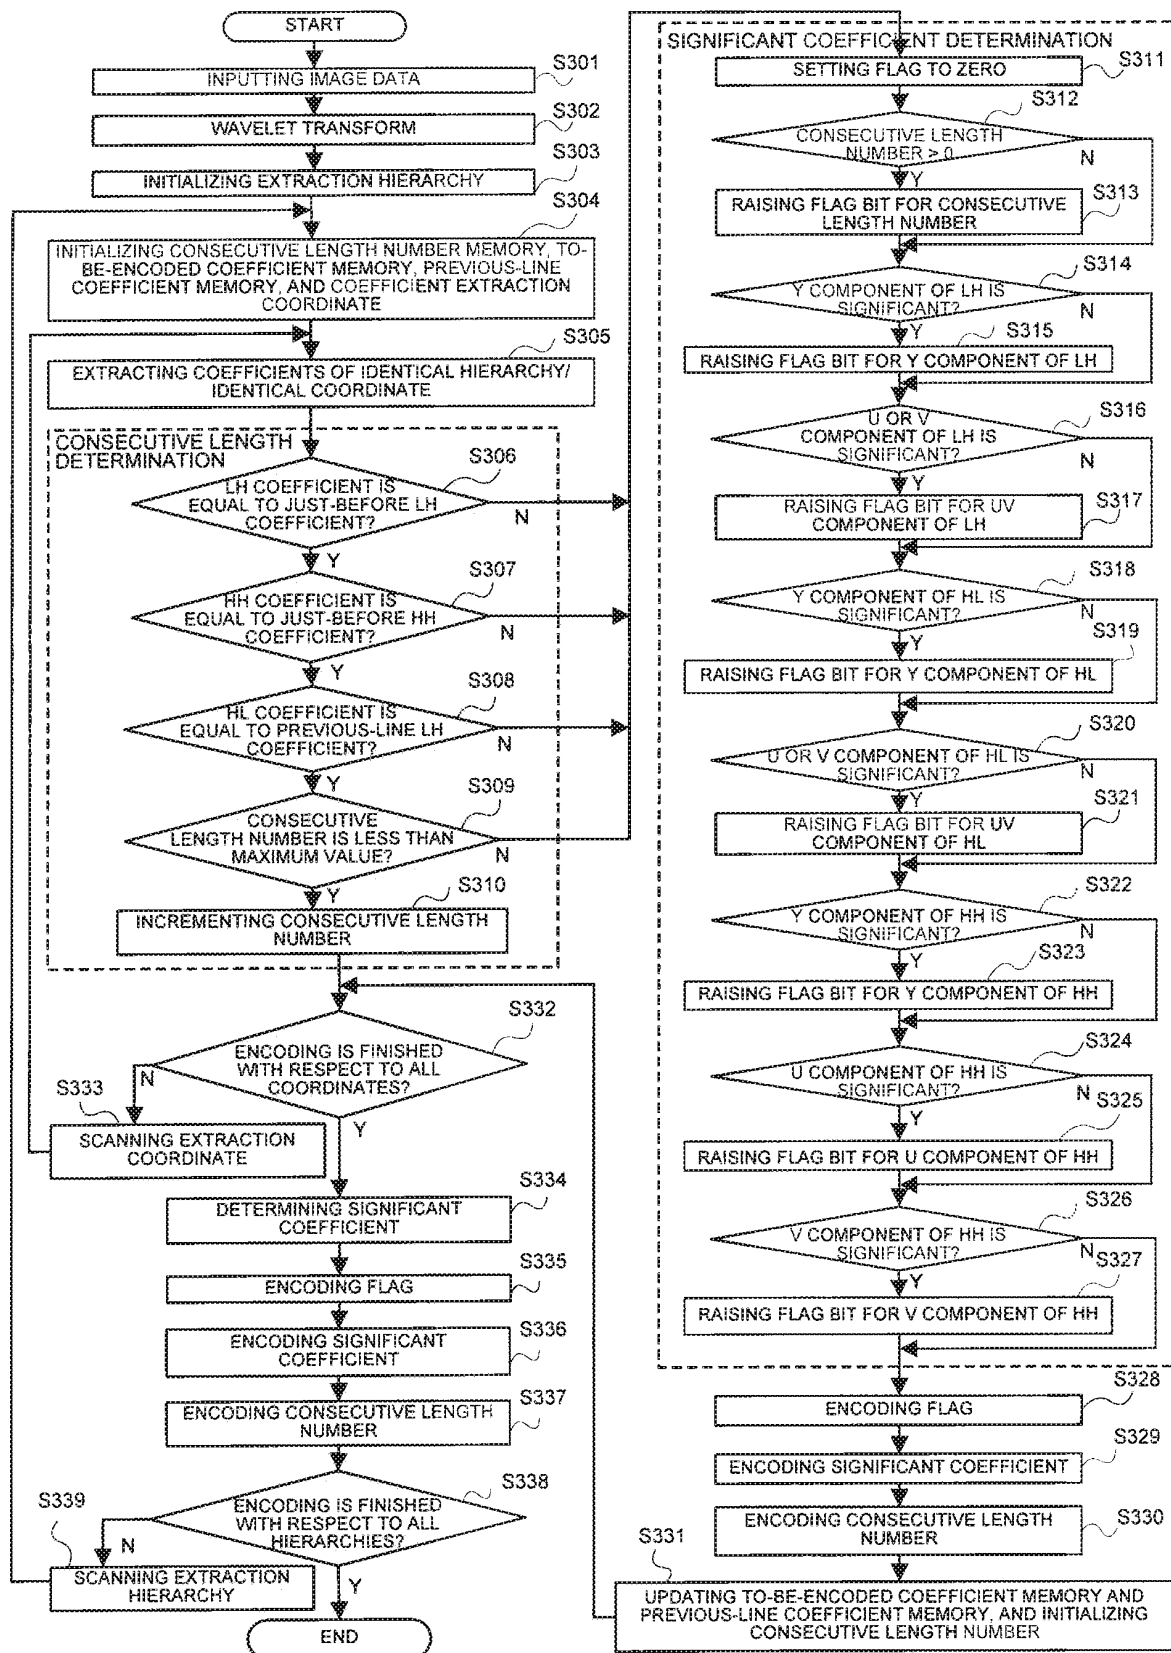 START
S301
INPUTTING IMAGE DATA
S302
WAVELET TRANSFORM
S303
INITIALIZING EXTRACTION HIERARCHY
S304
INITIALIZING CONSECUTIVE LENGTH NUMBER MEMORY, TO-
BE-ENCODED COEFFICIENT MEMORY, PREVIOUS-LINE
COEFFICIENT MEMORY, AND COEFFICIENT EXTRACTION
COORDINATE
S305
EXTRACTING COEFFICIENTS OF IDENTICAL HIERARCHY/
IDENTICAL COORDINATE
CONSECUTIVE LENGTH
DETERMINATION
S306
LH COEFFICIENT IS
EQUAL TO JUST-BEFORE LH
COEFFICIENT?
N
Y
S307
HH COEFFICIENT IS
EQUAL TO JUST-BEFORE HH
COEFFICIENT?
N
Y
S308
HL COEFFICIENT IS
EQUAL TO PREVIOUS-LINE LH
COEFFICIENT?
N
Y
S309
CONSECUTIVE
LENGTH NUMBER IS LESS THAN
MAXIMUM VALUE?
N
Y
S310
INCREMENTING CONSECUTIVE LENGTH
NUMBER
S332
ENCODING IS FINISHED
WITH RESPECT TO ALL
COORDINATES?
N
Y
S333
SCANNING EXTRACTION
COORDINATE
S334
DETERMINING SIGNIFICANT
COEFFICIENT
S335
ENCODING FLAG
S336
ENCODING SIGNIFICANT
COEFFICIENT
S337
ENCODING CONSECUTIVE LENGTH
NUMBER
S338
ENCODING IS FINISHED
WITH RESPECT TO ALL
HIERARCHIES?
N
Y
S339
SCANNING EXTRACTION
HIERARCHY
END
SIGNIFICANT COEFFICIENT DETERMINATION
S311
SETTING FLAG TO ZERO
S312
CONSECUTIVE LENGTH
NUMBER > 0
N
Y
S313
RAISING FLAG BIT FOR CONSECUTIVE
LENGTH NUMBER
S314
Y COMPONENT OF LH IS
SIGNIFICANT?
N
Y
S315
RAISING FLAG BIT FOR Y COMPONENT OF LH
S316
U OR V
COMPONENT OF LH IS
SIGNIFICANT?
N
Y
S317
RAISING FLAG BIT FOR UV
COMPONENT OF LH
S318
Y COMPONENT OF HL IS
SIGNIFICANT?
N
Y
S319
RAISING FLAG BIT FOR Y COMPONENT OF HL
S320
U OR V COMPONENT OF HL IS
SIGNIFICANT?
N
Y
S321
RAISING FLAG BIT FOR UV
COMPONENT OF HL
S322
Y COMPONENT OF HH IS
SIGNIFICANT?
N
Y
S323
RAISING FLAG BIT FOR Y COMPONENT OF HH
S324
U COMPONENT OF HH IS
SIGNIFICANT?
N
Y
S325
RAISING FLAG BIT FOR U COMPONENT OF HH
S326
V COMPONENT OF HH IS
SIGNIFICANT?
N
Y
S327
RAISING FLAG BIT FOR V COMPONENT OF HH
S328
ENCODING FLAG
S329
ENCODING SIGNIFICANT COEFFICIENT
S330
ENCODING CONSECUTIVE LENGTH
NUMBER
S331
UPDATING TO-BE-ENCODED COEFFICIENT MEMORY AND
PREVIOUS-LINE COEFFICIENT MEMORY, AND INITIALIZING
CONSECUTIVE LENGTH NUMBER